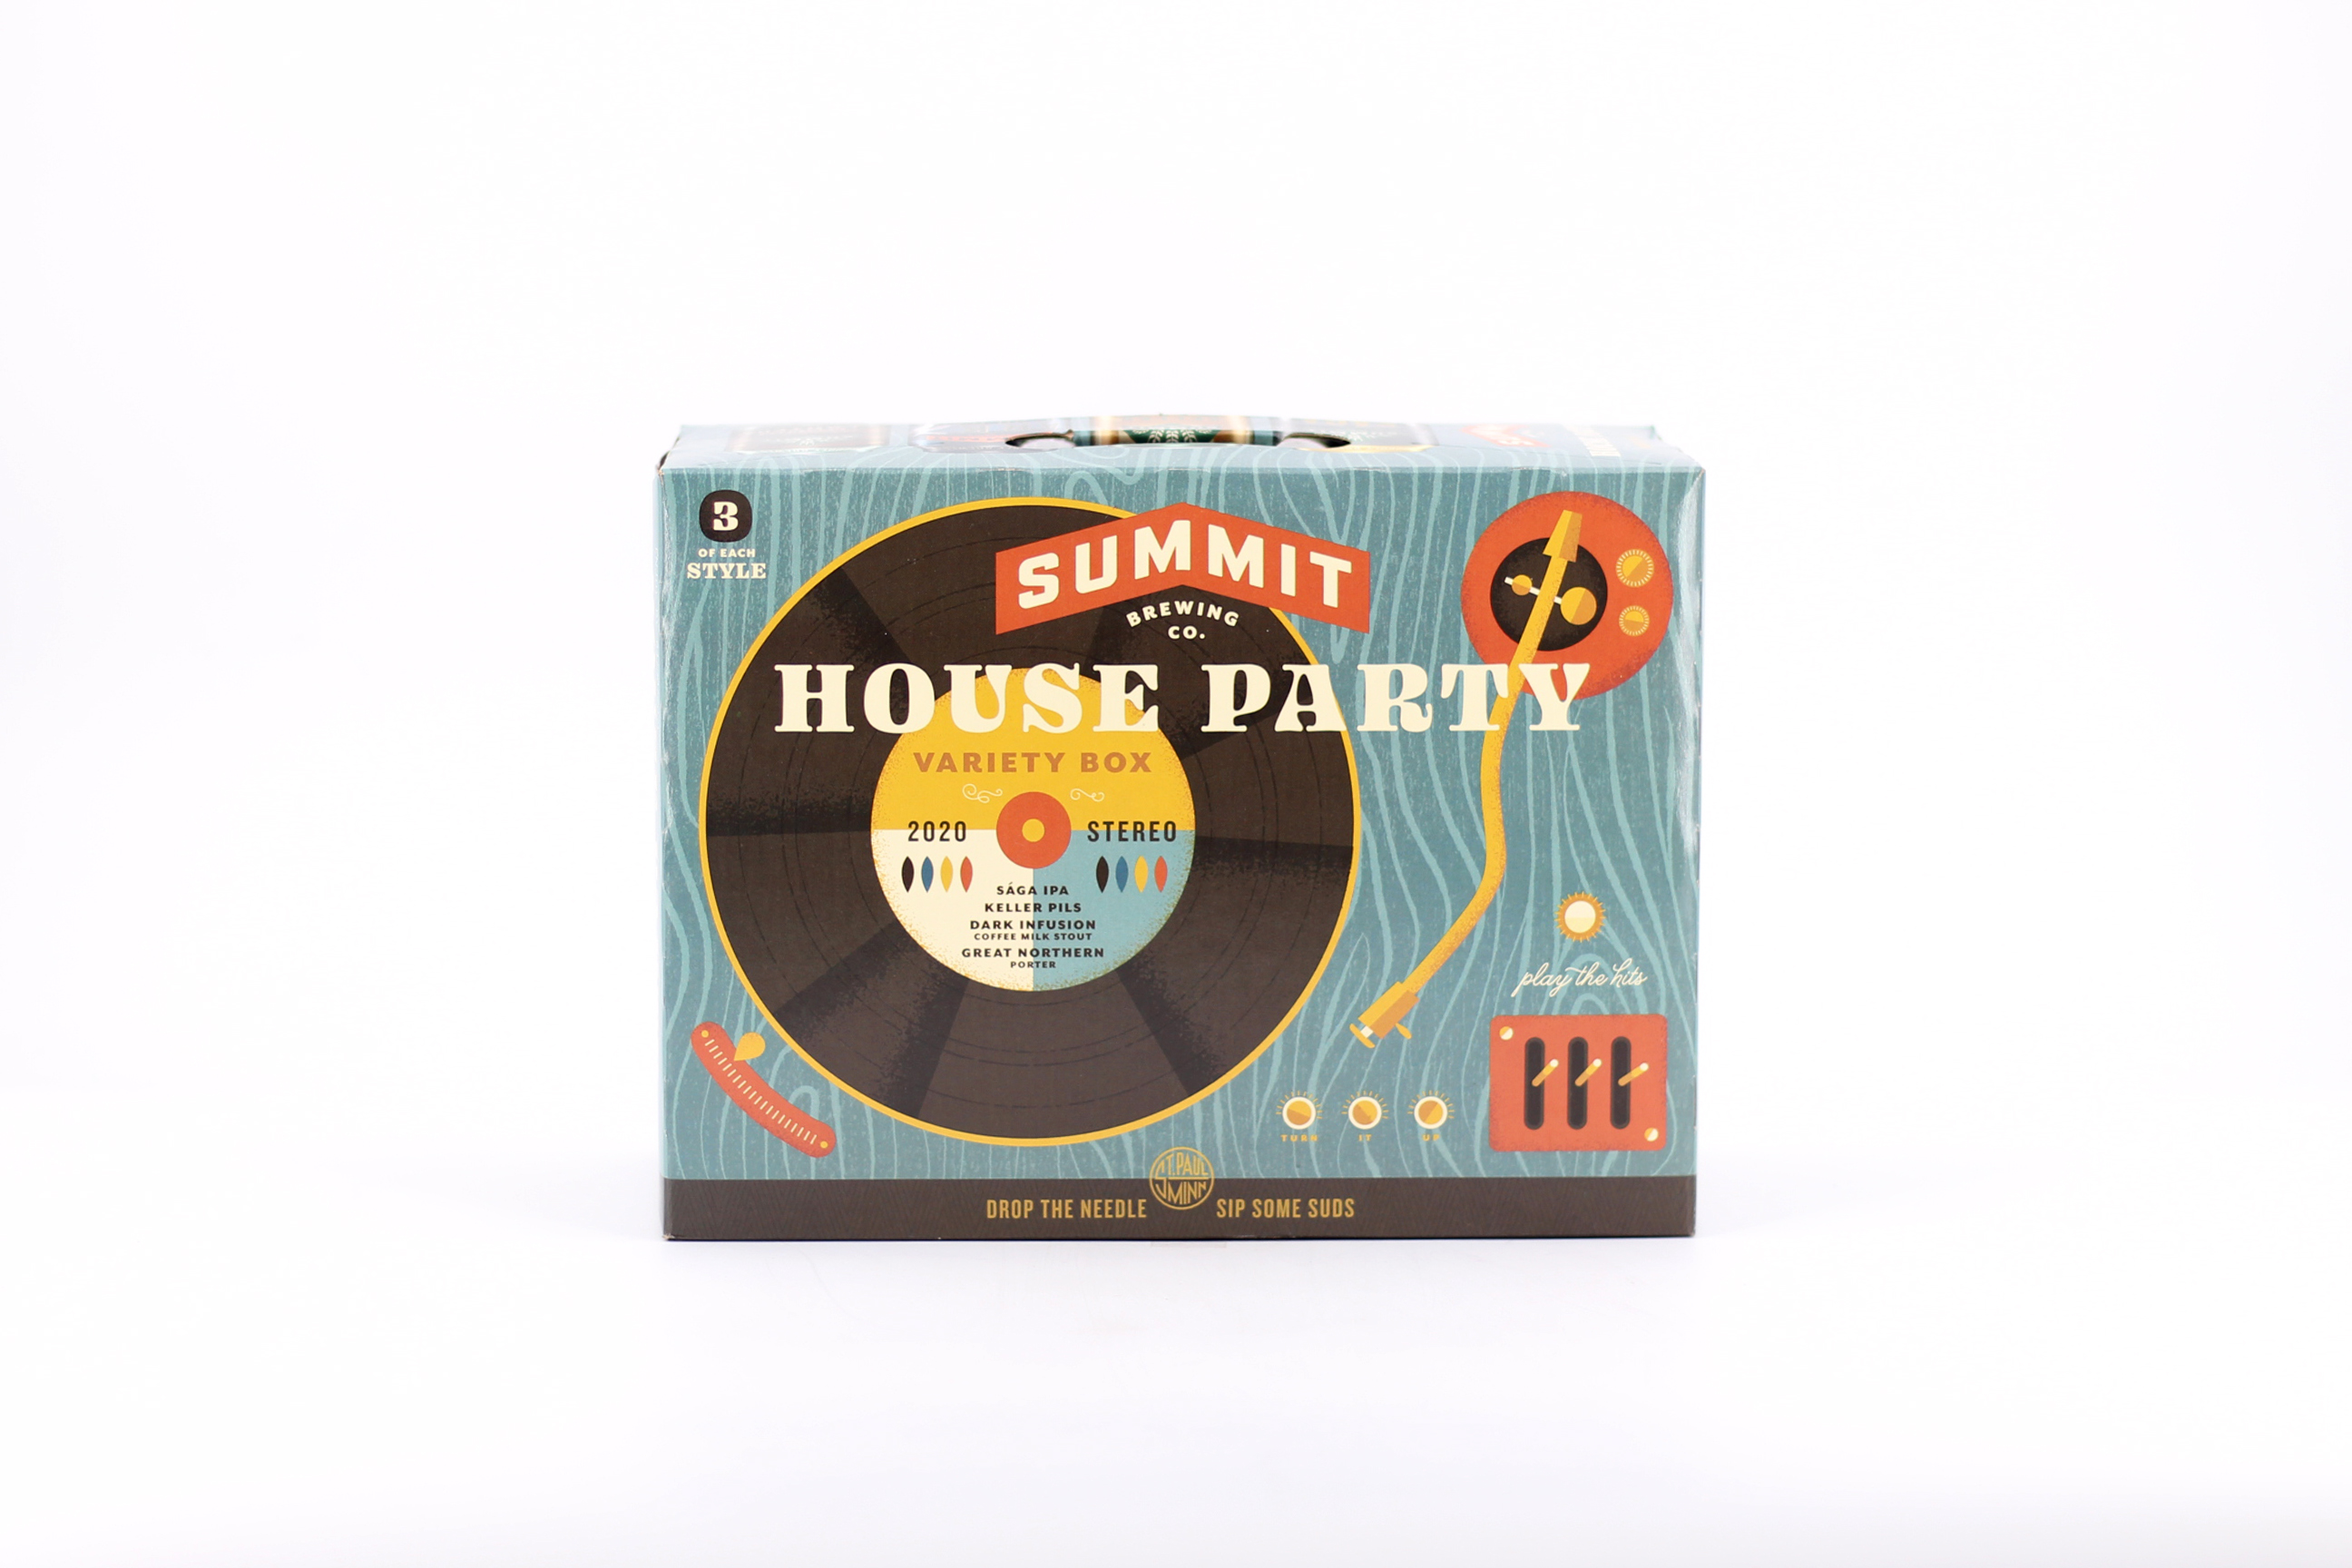 3
OF EACH
STYLE
SUMMIT
BREWING
CO.
HOUSE PARTY
VARIETY BOX
2020 STEREO
SÁGA IPA
KELLER PILS
DARK INFUSION
COFFEE MILK STOUT
GREAT NORTHERN
PORTER
play the hits
TURN IT UP
ST. PAUL
MINN
DROP THE NEEDLE SIP SOME SUDS